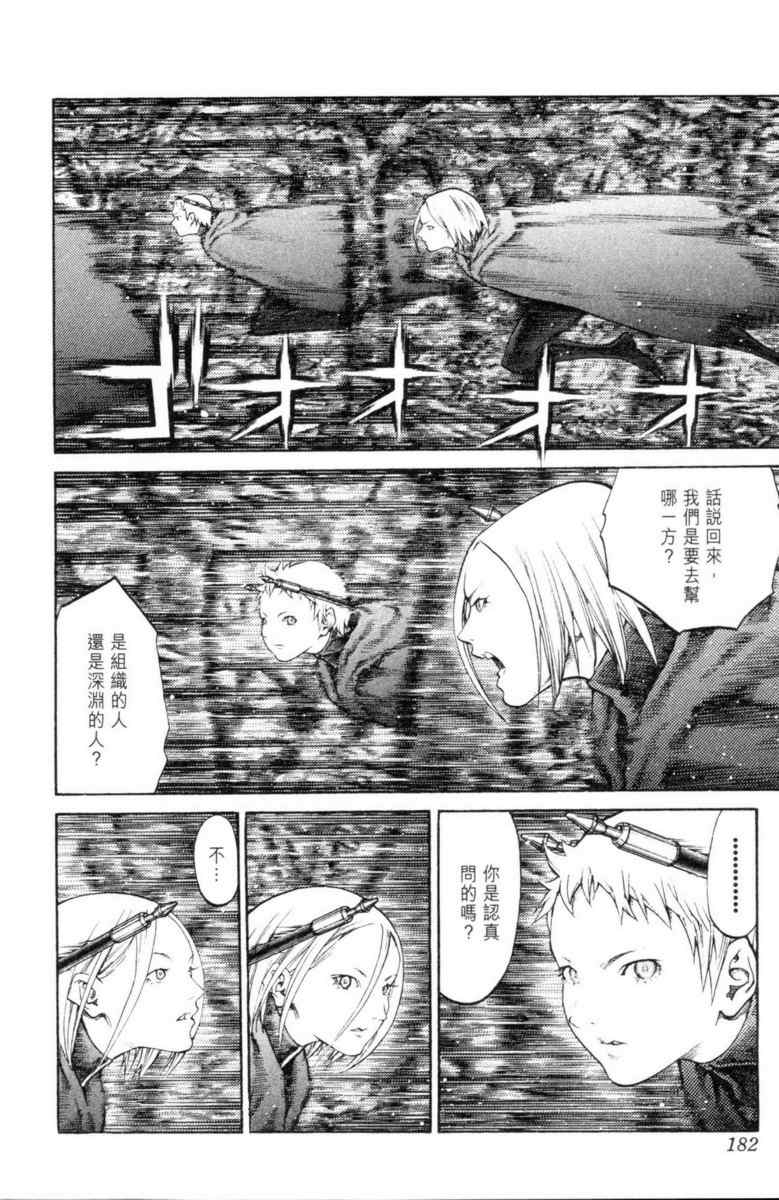 ゴオオオオ
話說回來，
我們是要去幫
哪一方？
是組織的人
還是深淵的人？
………
你是認真
問的嗎？
不…
182